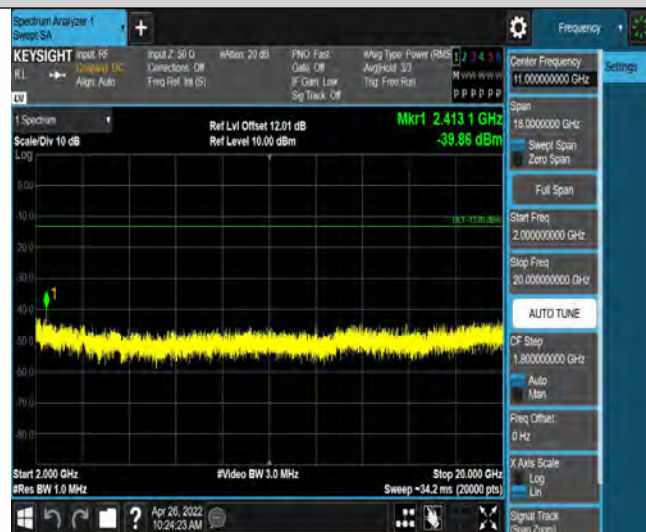 Spectrum Analyzer 1
Swept SA
Frequency
KEYSIGHT
Input: RF
Coupling: DC
Align: Auto
Input Z: 50 Ω
Corrections: Off
Freq Ref: Int (S)
#Atten: 20 dB
PNO: Fast
Gate: Off
IF Gain: Low
Sig Track: Off
#Avg Type: Power (RMS
Avg|Hold: 3/3
Trig: Free Run
1 2 3 4 5 6
M W W W W W
P P P P P P
RL
LW
1 Spectrum
Scale/Div 10 dB
Log
Ref Lvl Offset 12.01 dB
Ref Level 10.00 dBm
Mkr1 2.413 1 GHz
-39.86 dBm
0.00
-10.0
-20.0
-30.0
-40.0
-50.0
-60.0
-70.0
-80.0
1
Start 2.000 GHz
#Res BW 1.0 MHz
#Video BW 3.0 MHz
Stop 20.000 GHz
Sweep ~34.2 ms (20000 pts)
Apr 26, 2022
10:24:23 AM
Center Frequency
11.000000000 GHz
Settings
Span
18.0000000 GHz
Swept Span
Zero Span
Full Span
Start Freq
2.000000000 GHz
Stop Freq
20.000000000 GHz
AUTO TUNE
CF Step
1.800000000 GHz
Auto
Man
Freq Offset
0 Hz
X Axis Scale
Log
Lin
Signal Track
(Span Zoom)